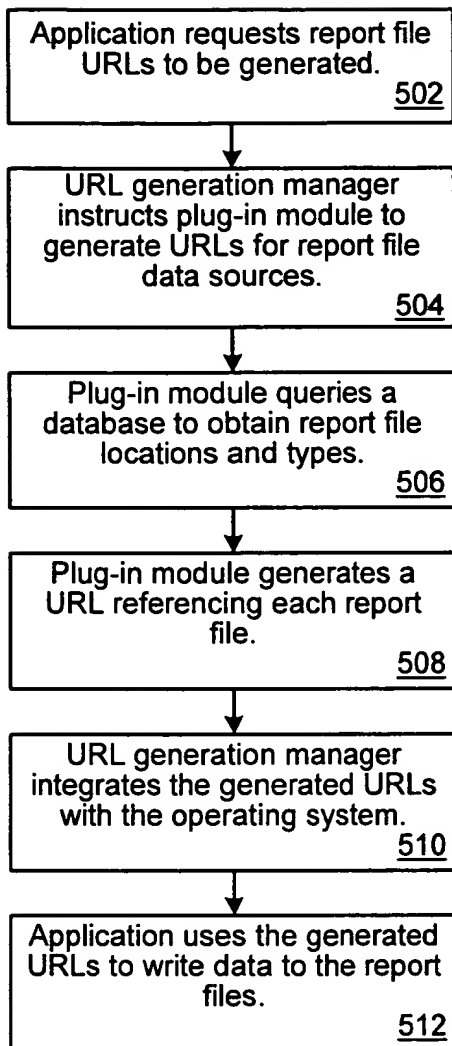 Application requests report file
URLs to be generated.
502
URL generation manager
instructs plug-in module to
generate URLs for report file
data sources.
504
Plug-in module queries a
database to obtain report file
locations and types.
506
Plug-in module generates a
URL referencing each report
file.
508
URL generation manager
integrates the generated URLs
with the operating system.
510
Application uses the generated
URLs to write data to the report
files.
512